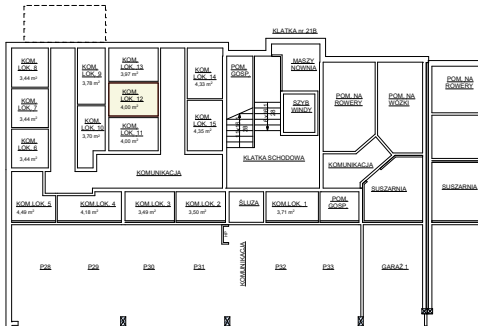 KLATKA nr 21B
KOM.
LOK. 8
3,44 m²
KOM.
LOK. 9
3,78 m²
KOM.
LOK. 13
3,97 m²
KOM.
LOK. 14
4,33 m²
POM.
GOSP.
MASZY
NOWNIA
POM. NA
ROWERY
POM. NA
WÓZKI
POM. NA
ROWERY
KOM.
LOK. 7
3,44 m²
KOM.
LOK. 12
4,00 m²
SZYB
WINDY
KOM.
LOK. 10
3,70 m²
KOM.
LOK. 11
4,00 m²
KOM.
LOK. 15
4,35 m²
KOM.
LOK. 6
3,44 m²
KLATKA SCHODOWA
KOMUNIKACJA
KOMUNIKACJA
SUSZARNIA
SUSZARNIA
KOM.LOK. 5
4,49 m²
KOM.LOK. 4
4,18 m²
KOM.LOK. 3
3,49 m²
KOM.LOK. 2
3,50 m²
ŚLUZA
KOM.LOK. 1
3,71 m²
POM.
GOSP.
KOMUNIKACJA
P28
P29
P30
P31
P32
P33
GARAŻ 1